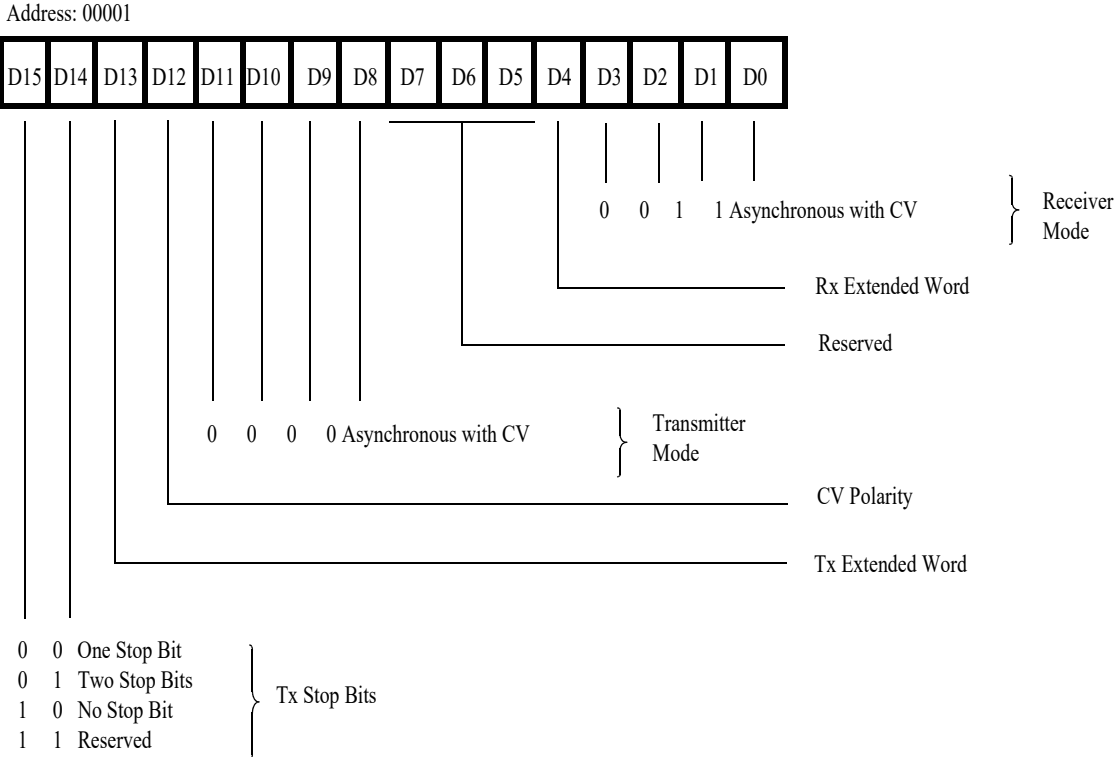 Address: 00001
D15 D14 D13 D12 D11 D10 D9 D8 D7 D6 D5 D4 D3 D2 D1 D0
0 0 1 1 Asynchronous with CV
Receiver
Mode
Rx Extended Word
Reserved
0 0 0 0 Asynchronous with CV
Transmitter
Mode
CV Polarity
Tx Extended Word
0 0 One Stop Bit
0 1 Two Stop Bits
1 0 No Stop Bit
1 1 Reserved
Tx Stop Bits